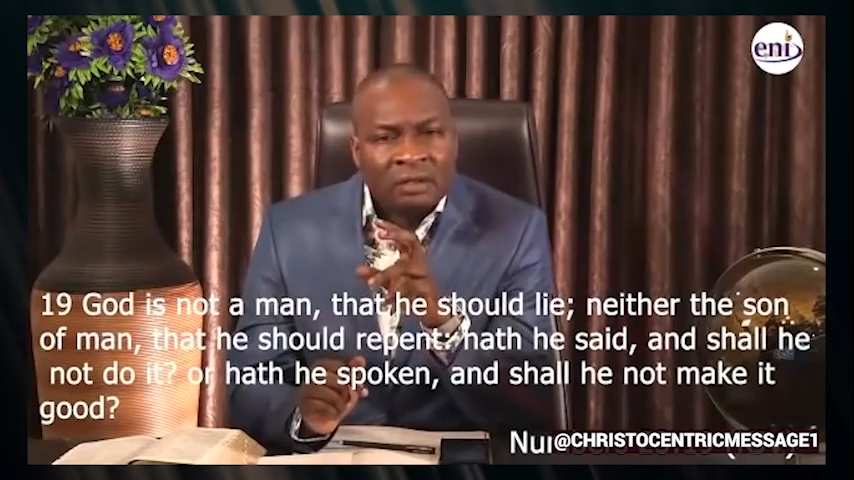 eni
19 God is not a man, that he should lie; neither the son
of man, that he should repent: hath he said, and shall he
not do it? or hath he spoken, and shall he not make it
good?
@CHRISTOCENTRICMESSAGE1